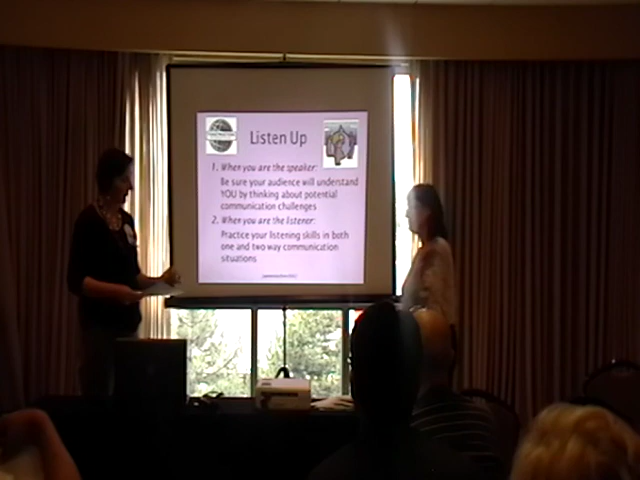 TOASTMASTERS
Listen Up
1. When you are the speaker:
Be sure your audience will understand
YOU by thinking about potential
communication challenges
2. When you are the listener:
Practice your listening skills in both
one and two way communication
situations